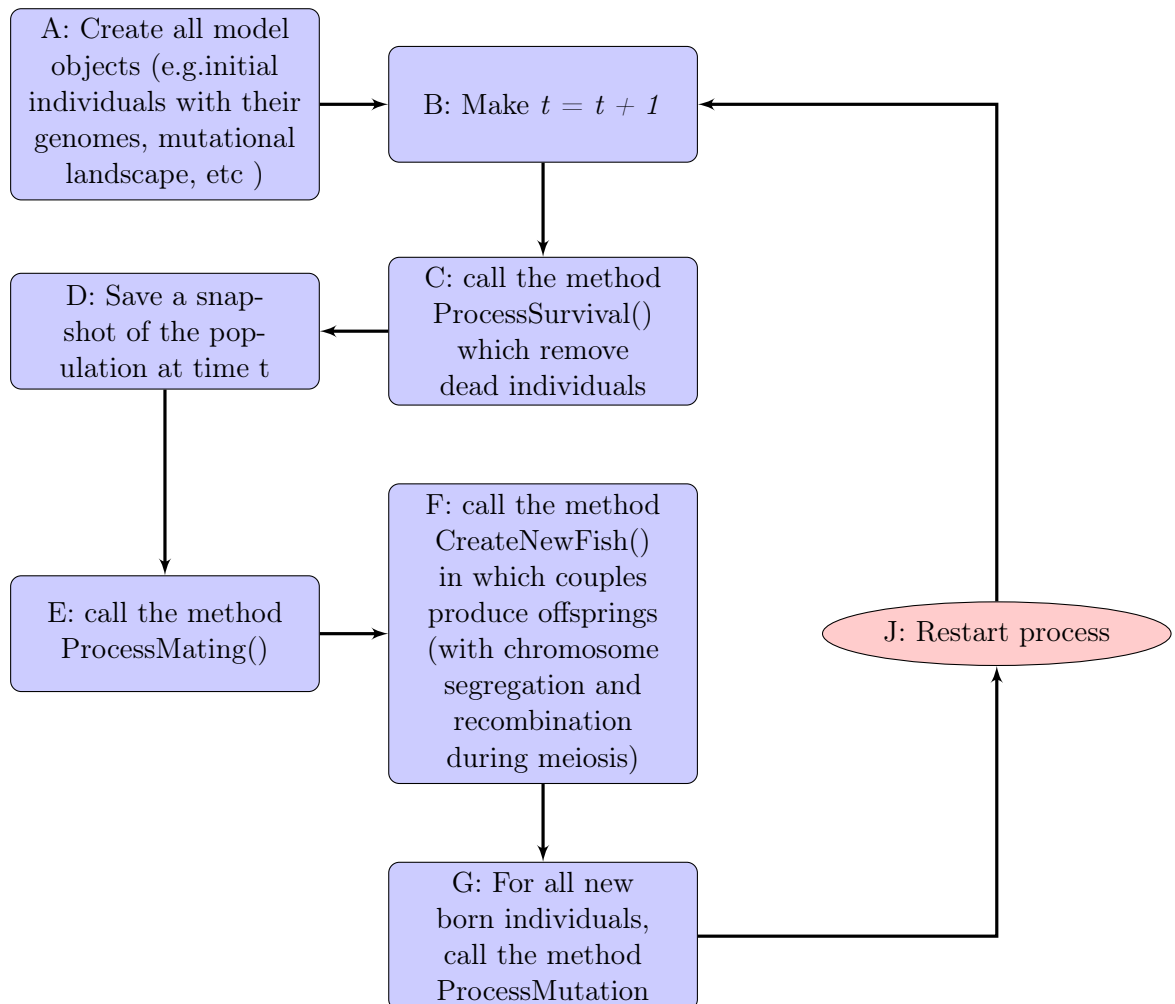 A: Create all model
objects (e.g.initial
individuals with their
genomes, mutational
landscape, etc )
B: Make t = t + 1
C: call the method
ProcessSurvival()
which remove
dead individuals
D: Save a snap-
shot of the pop-
ulation at time t
E: call the method
ProcessMating()
F: call the method
CreateNewFish()
in which couples
produce offsprings
(with chromosome
segregation and
recombination
during meiosis)
G: For all new
born individuals,
call the method
ProcessMutation
J: Restart process